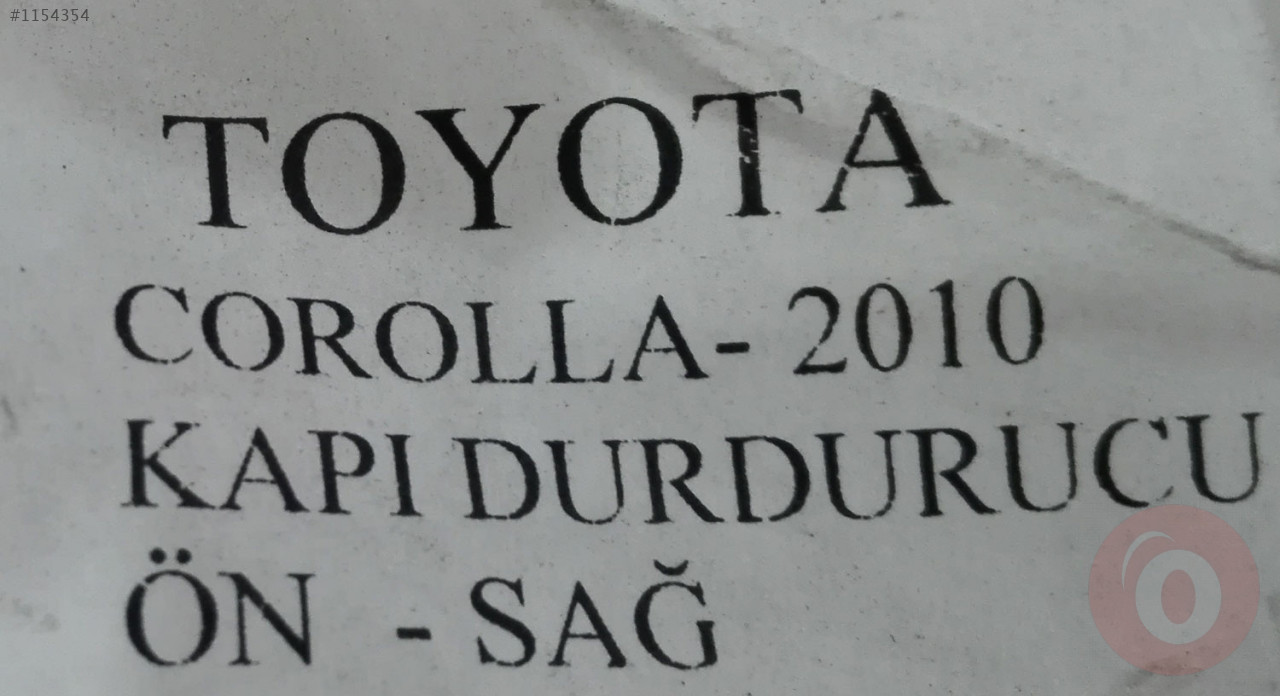 #1154354
TOYOTA
COROLLA- 2010
KAPI DURDURUCU
ÖN - SAĞ